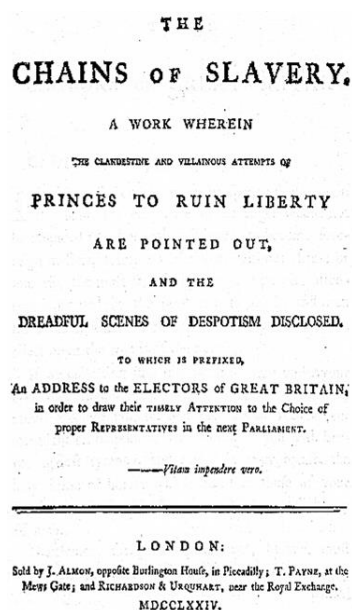 THE
CHAINS OF SLAVERY.
A WORK WHEREIN
THE CLANDESTINE AND VILLAINOUS ATTEMPTS OF
PRINCES TO RUIN LIBERTY
ARE POINTED OUT,
AND THE
DREADFUL SCENES OF DESPOTISM DISCLOSED.
TO WHICH IS PREFIXED,
An ADDRESS to the ELECTORS of GREAT BRITAIN,
in order to draw their TIMELY ATTENTION to the Choice of
proper REPRESENTATIVES in the next PARLIAMENT.
———Vitam impendere vero.
LONDON:
Sold by J. ALMON, opposite Burlington House, in Piccadilly; T. PAYNE, at the
Mews Gate; and RICHARDSON & URQUHART, near the Royal Exchange.
MDCCLXXIV.